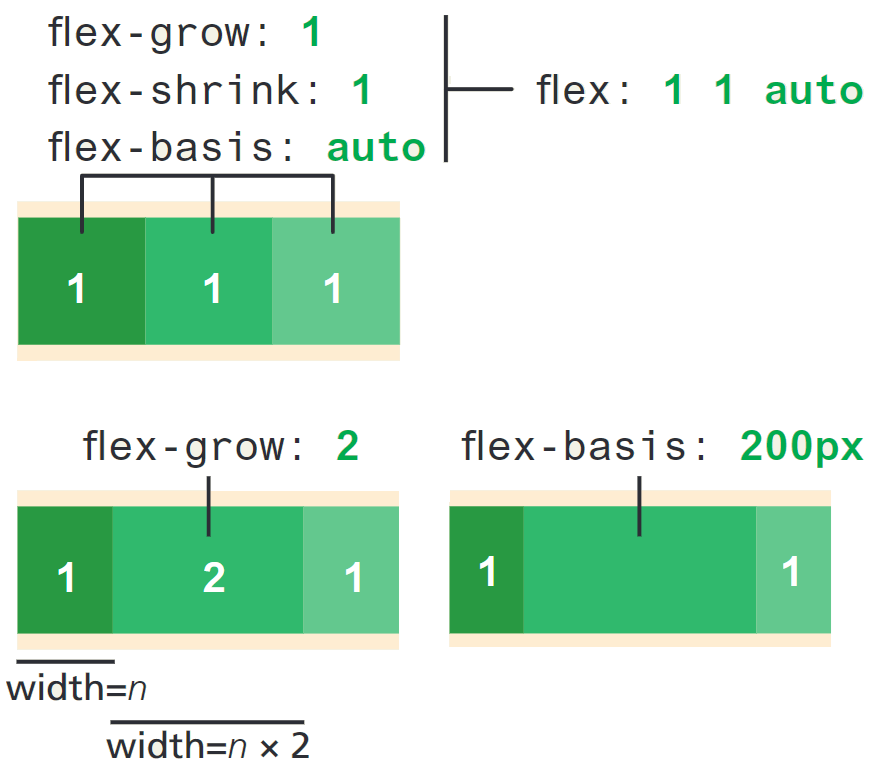 flex-grow: 1
flex-shrink: 1
flex: 1 1 auto
flex-basis: auto
1 1 1
flex-grow: 2
flex-basis: 200px
1 2 1
1 1
width=n
width=n × 2